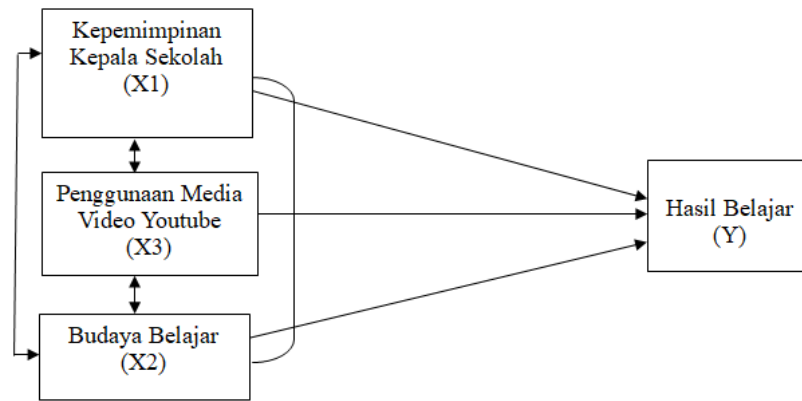 Kepemimpinan
Kepala Sekolah
(X1)
Penggunaan Media
Video Youtube
(X3)
Budaya Belajar
(X2)
Hasil Belajar
(Y)